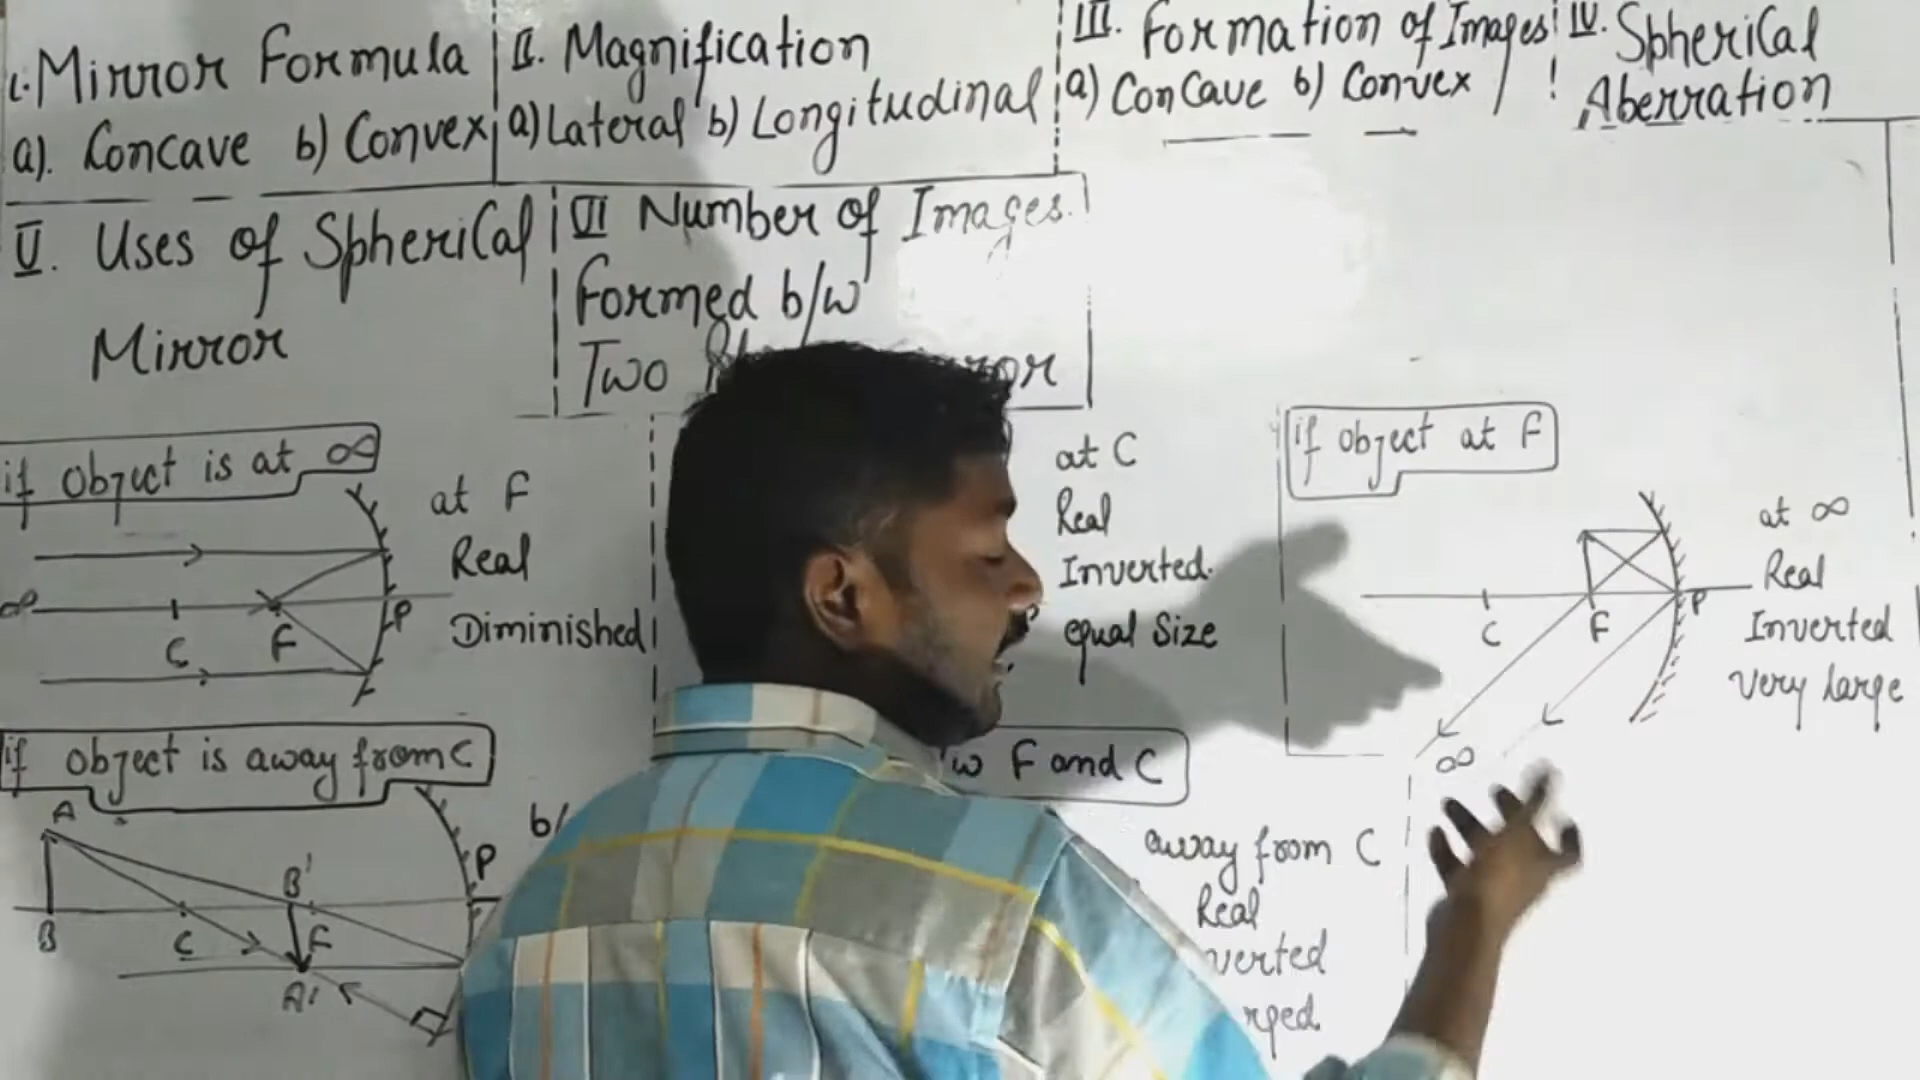 I. Mirror Formula
a). Concave b) Convex
II. Magnification
a) Lateral b) Longitudinal
III. Formation of Images
a) Concave b) Convex
IV. Spherical
Aberration
V. Uses of Spherical
Mirror
VI Number of Images
Formed b/w
Two
if object is at ∞
at F
Real
Diminished
∞
C
F
P
if object is away from C
A
B
C
B'
F
A'
P
b/
at C
Real
Inverted.
equal size
F and C
away from C
Real
if object at F
C
F
P
∞
at ∞
Real
Inverted
very large